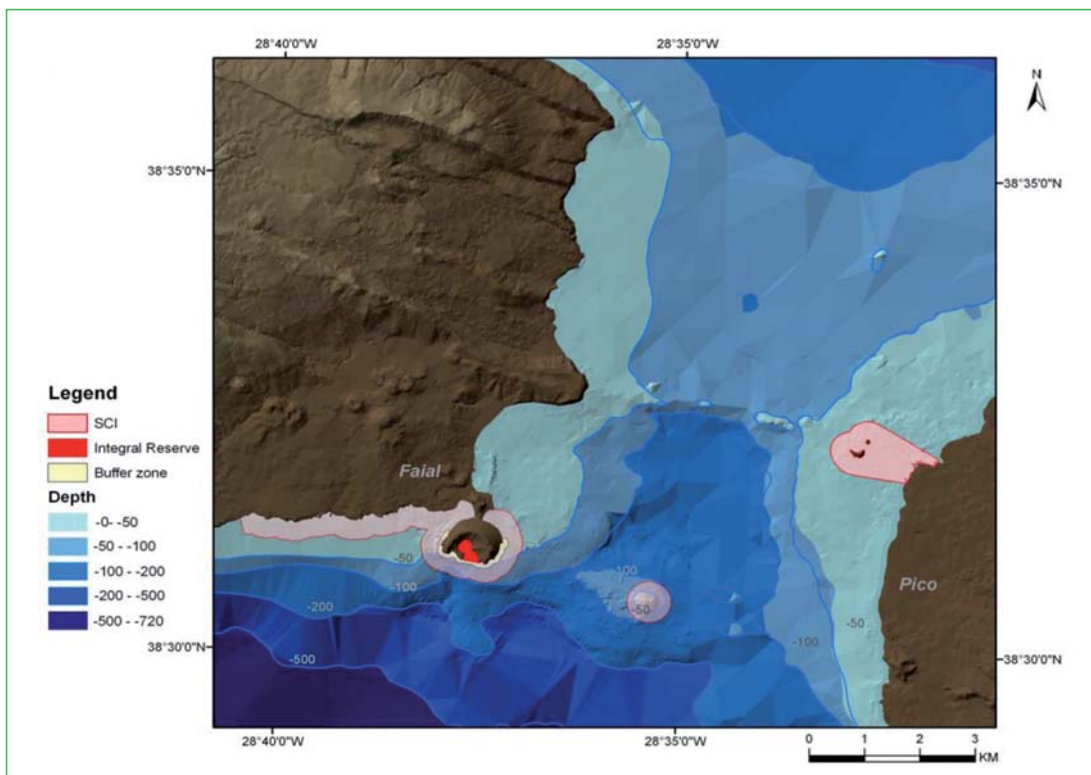 28°40'0"W
28°35'0"W
N
38°35'0"N
38°35'0"N
Legend
SCI
Integral Reserve
Buffer zone
Depth
-0- -50
-50 - -100
-100 - -200
-200 - -500
-500 - -720
Faial
Pico
-50
-100
-200
-500
-100
-50
-50
-100
38°30'0"N
38°30'0"N
28°40'0"W
28°35'0"W
0 1 2 3
KM